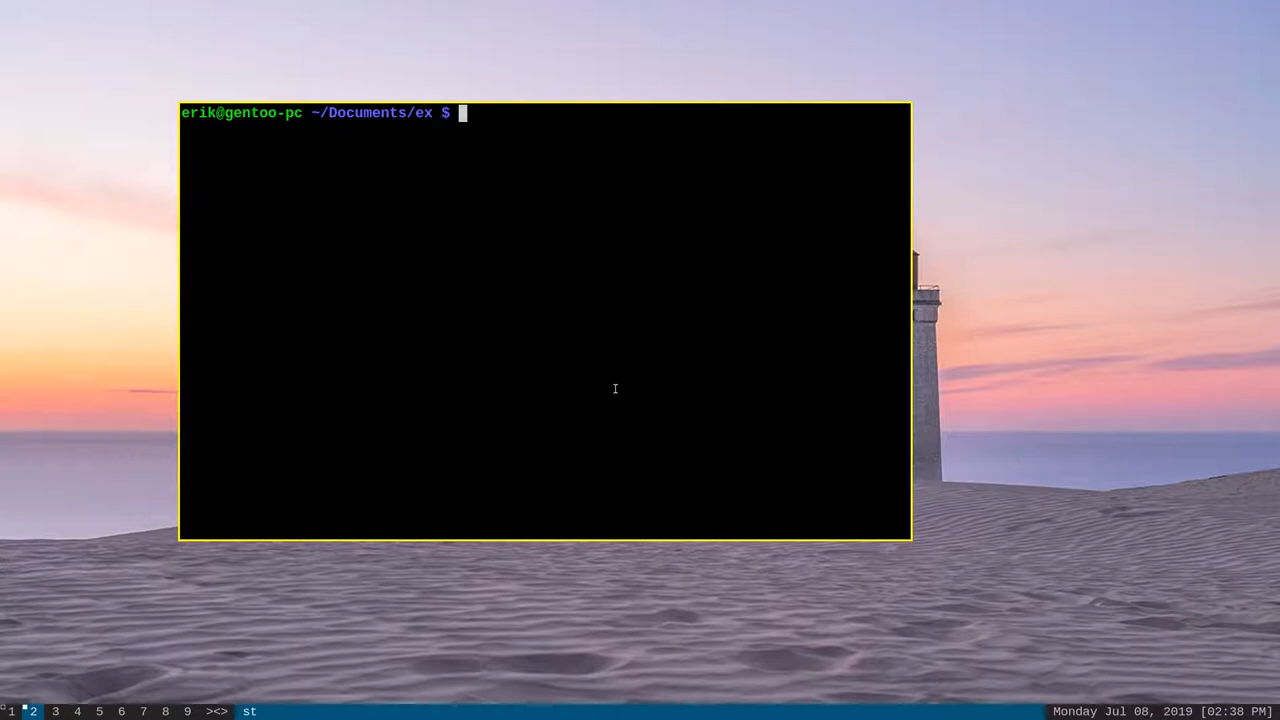 erik@gentoo-pc ~/Documents/ex $
1 2 3 4 5 6 7 8 9 ><> st Monday Jul 08, 2019 [02:38 PM]